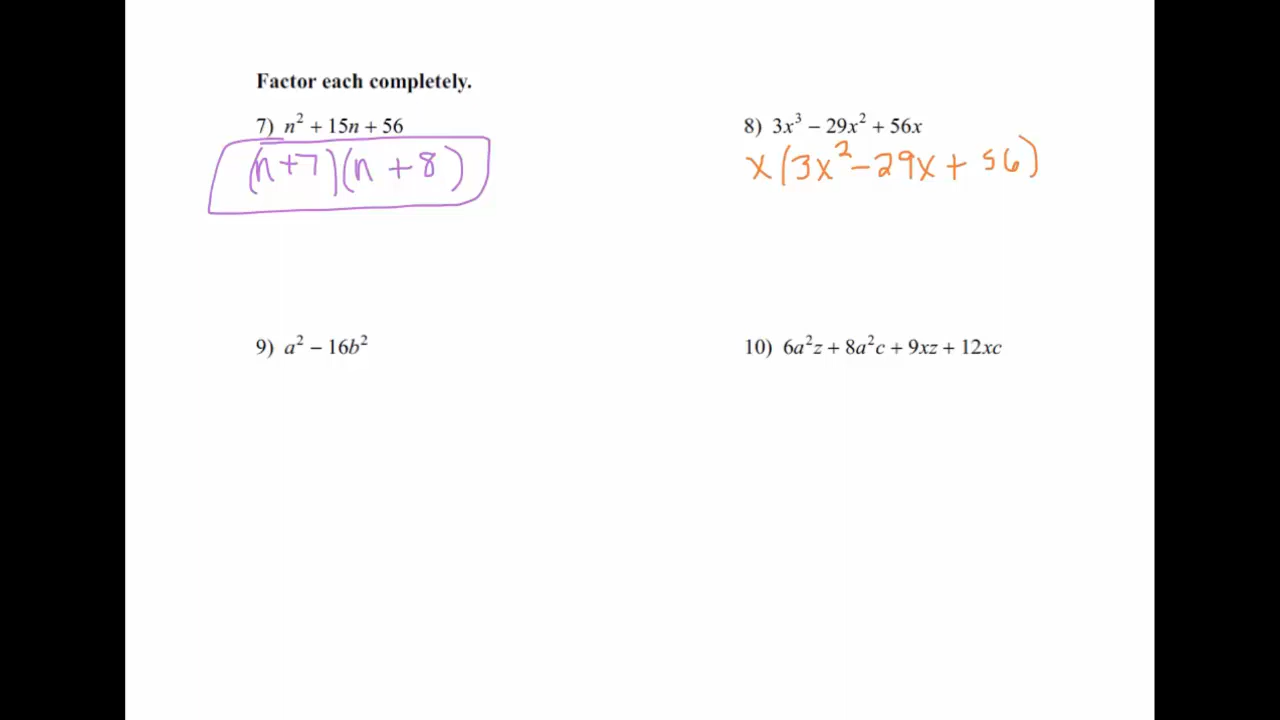 Factor each completely.
7) n² + 15n + 56
(n+7)(n+8)
8) 3x³ − 29x² + 56x
x(3x²−29x+56)
9) a² − 16b²
10) 6a²z + 8a²c + 9xz + 12xc